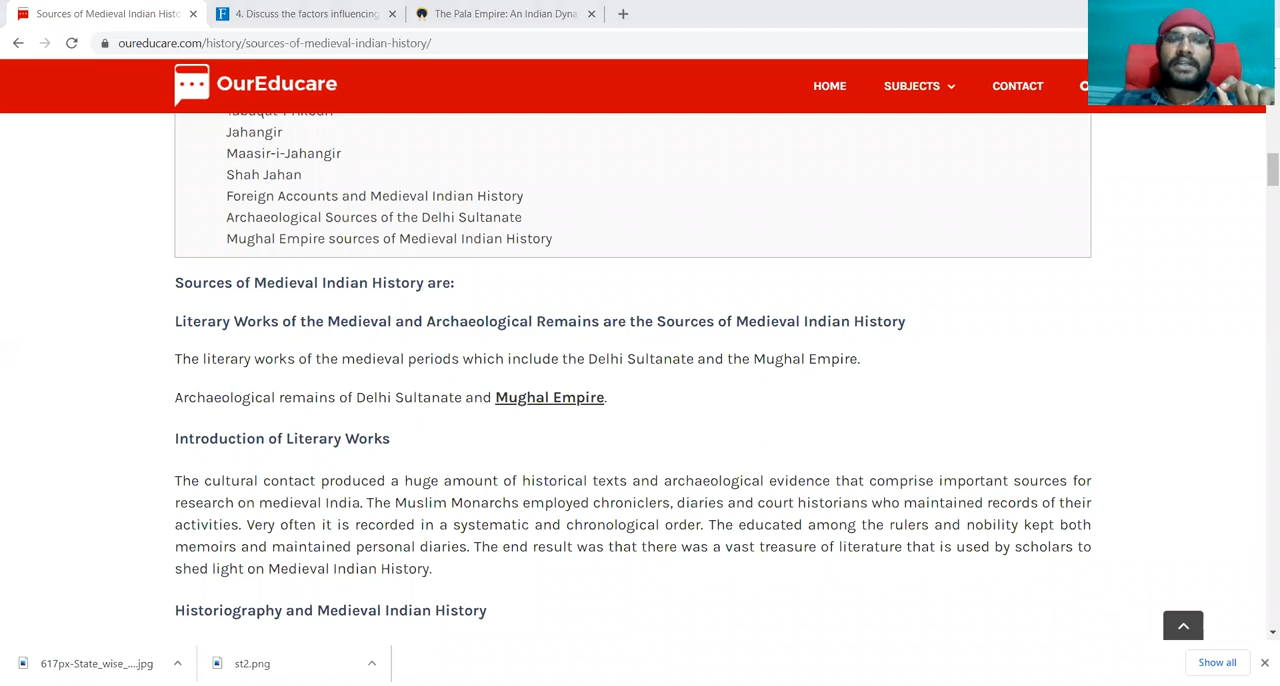 Sources of Medieval Indian Histo
4. Discuss the factors influencing
The Pala Empire: An Indian Dyna
oureducare.com/history/sources-of-medieval-indian-history/
OurEducare
HOME SUBJECTS CONTACT
Jahangir
Maasir-i-Jahangir
Shah Jahan
Foreign Accounts and Medieval Indian History
Archaeological Sources of the Delhi Sultanate
Mughal Empire sources of Medieval Indian History
Sources of Medieval Indian History are:
Literary Works of the Medieval and Archaeological Remains are the Sources of Medieval Indian History
The literary works of the medieval periods which include the Delhi Sultanate and the Mughal Empire.
Archaeological remains of Delhi Sultanate and Mughal Empire.
Introduction of Literary Works
The cultural contact produced a huge amount of historical texts and archaeological evidence that comprise important sources for
research on medieval India. The Muslim Monarchs employed chroniclers, diaries and court historians who maintained records of their
activities. Very often it is recorded in a systematic and chronological order. The educated among the rulers and nobility kept both
memoirs and maintained personal diaries. The end result was that there was a vast treasure of literature that is used by scholars to
shed light on Medieval Indian History.
Historiography and Medieval Indian History
617px-State_wise_....jpg
st2.png
Show all